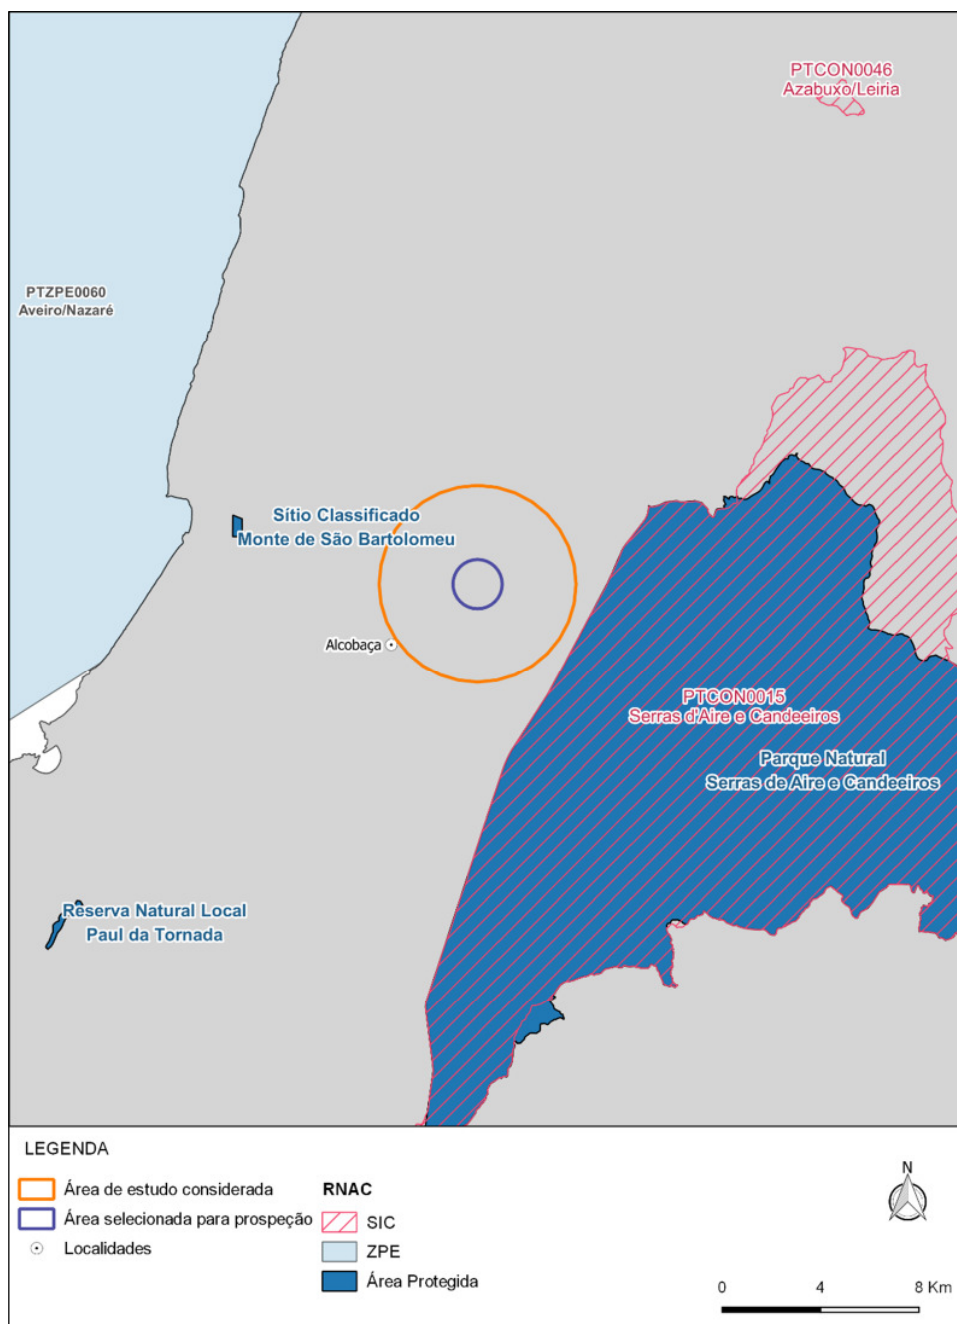 PTCON0046
Azabuxo/Leiria
PTZPE0060
Aveiro/Nazaré
Sítio Classificado
Monte de São Bartolomeu
Alcobaça
PTCON0015
Serras d'Aire e Candeeiros
Parque Natural
Serras de Aire e Candeeiros
Reserva Natural Local
Paul da Tornada
LEGENDA
Área de estudo considerada
Área selecionada para prospeção
Localidades
RNAC
SIC
ZPE
Área Protegida
N
0 4 8 Km